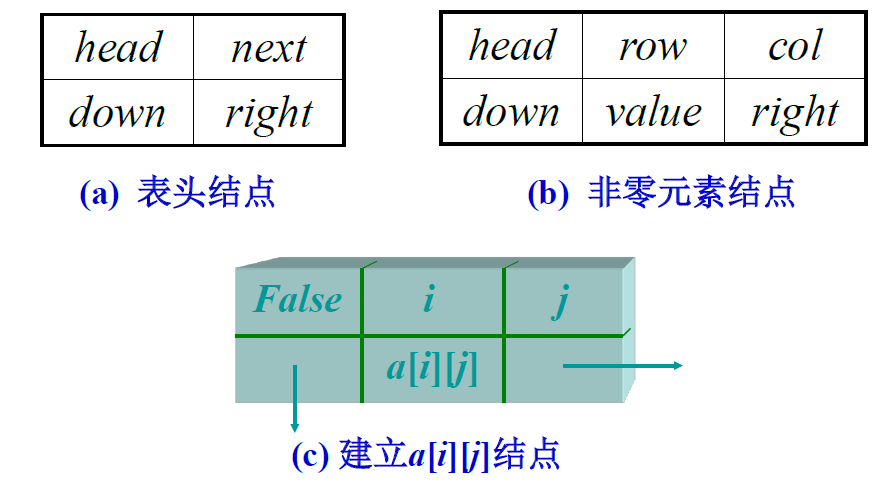 head next head row col
down right down value right
(a) 表头结点 (b) 非零元素结点
False i j
a[i][j]
(c) 建立a[i][j]结点